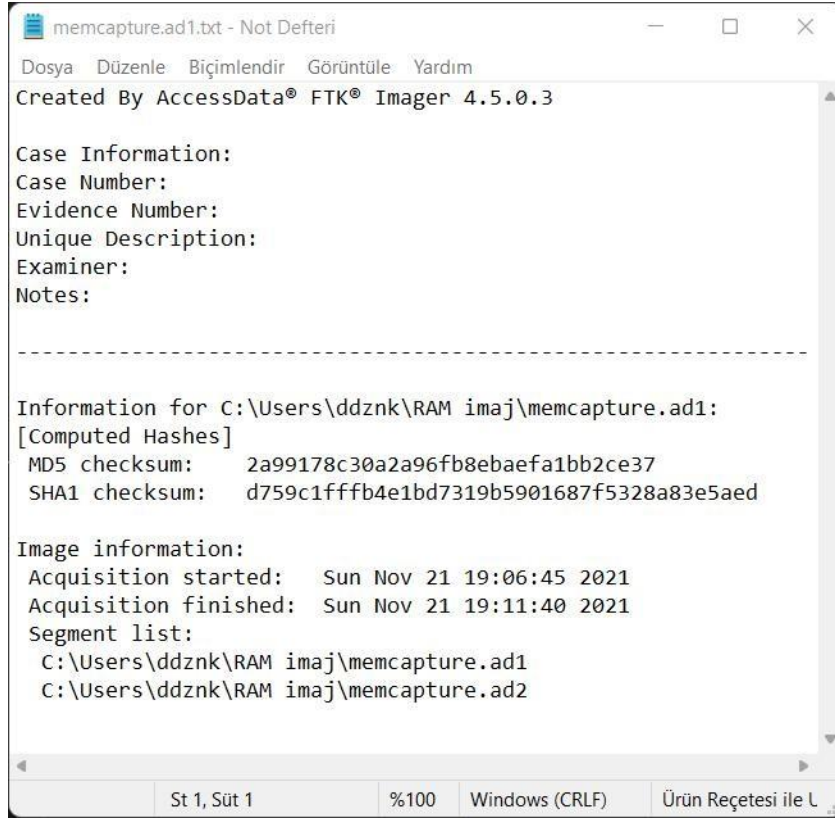 memcapture.ad1.txt - Not Defteri
Dosya Düzenle Biçimlendir Görüntüle Yardım
Created By AccessData® FTK® Imager 4.5.0.3
Case Information:
Case Number:
Evidence Number:
Unique Description:
Examiner:
Notes:
--------------------------------------------------------------
Information for C:\Users\ddznk\RAM imaj\memcapture.ad1:
[Computed Hashes]
MD5 checksum: 2a99178c30a2a96fb8ebaefa1bb2ce37
SHA1 checksum: d759c1fffb4e1bd7319b5901687f5328a83e5aed
Image information:
Acquisition started: Sun Nov 21 19:06:45 2021
Acquisition finished: Sun Nov 21 19:11:40 2021
Segment list:
C:\Users\ddznk\RAM imaj\memcapture.ad1
C:\Users\ddznk\RAM imaj\memcapture.ad2
St 1, Süt 1 %100 Windows (CRLF) Ürün Reçetesi ile